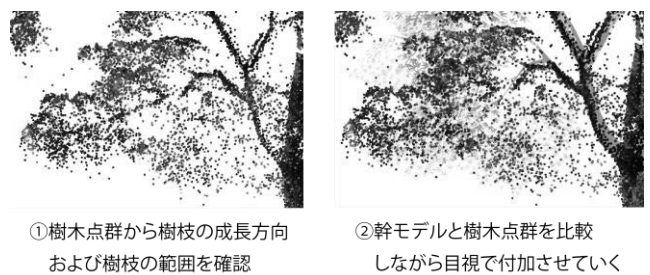 ①樹木点群から樹枝の成長方向
および樹枝の範囲を確認
②幹モデルと樹木点群を比較
しながら目視で付加させていく